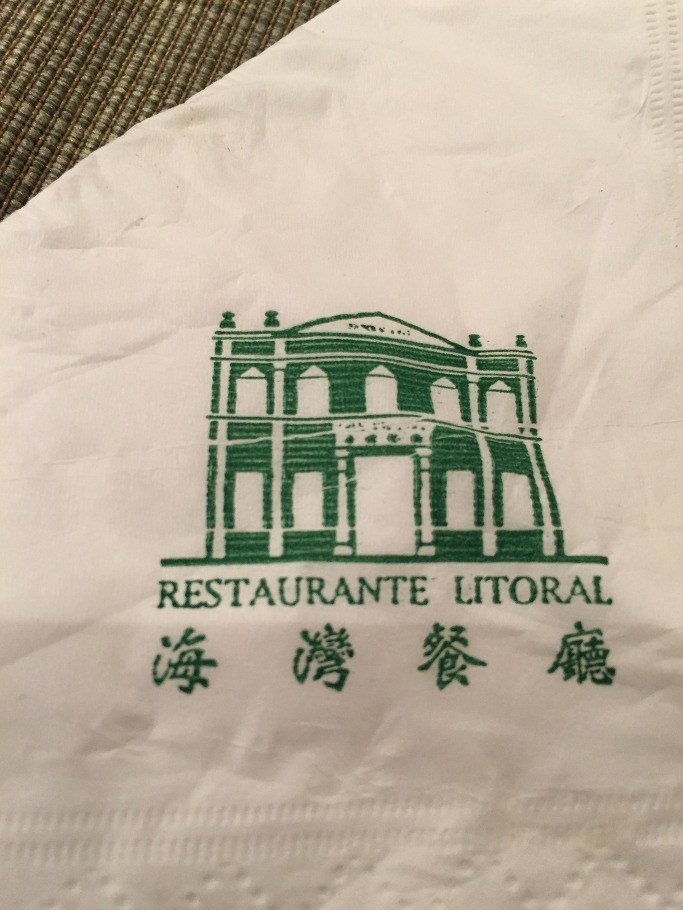 RESTAURANTE LITORAL
海灣餐廳